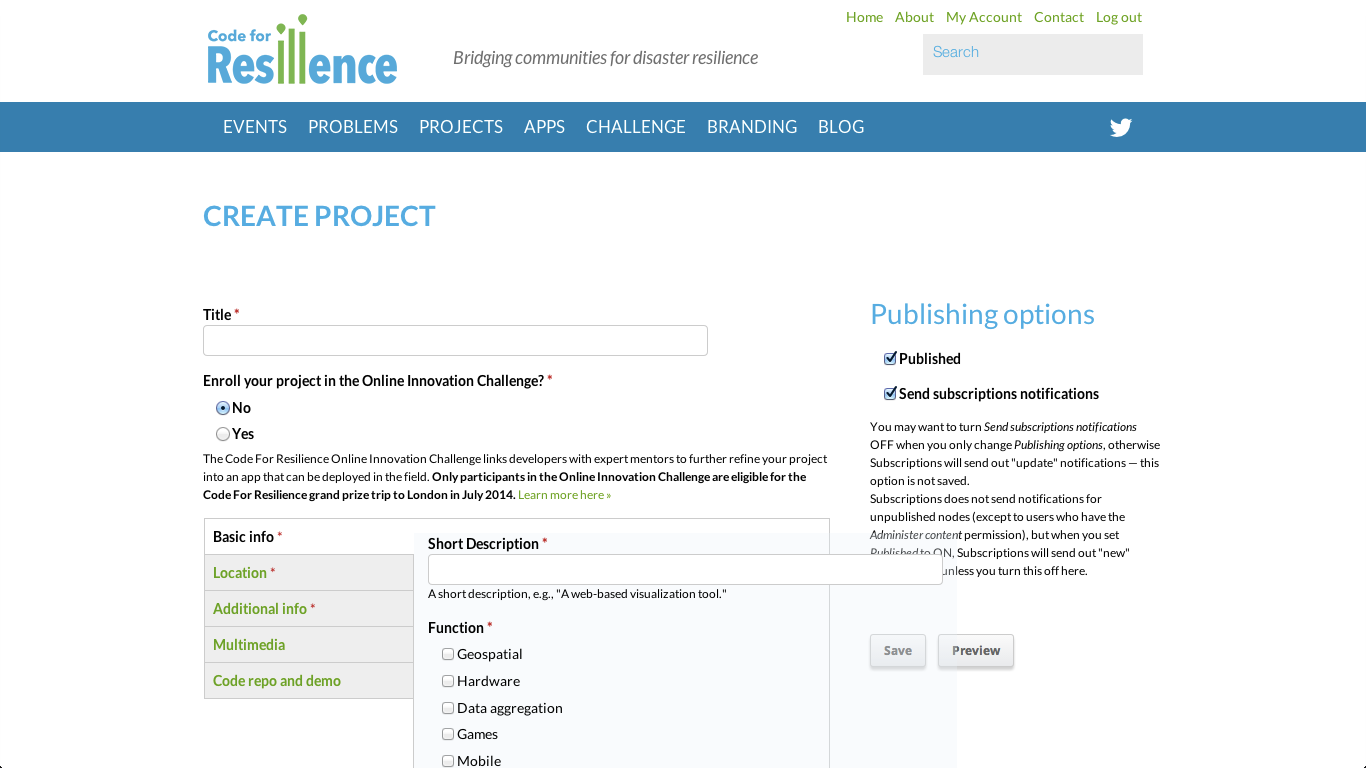 Home About My Account Contact Log out
Code for
Resilience
Bridging communities for disaster resilience
Search
EVENTS PROBLEMS PROJECTS APPS CHALLENGE BRANDING BLOG
CREATE PROJECT
Title *
Enroll your project in the Online Innovation Challenge? *
No
Yes
The Code For Resilience Online Innovation Challenge links developers with expert mentors to further refine your project
into an app that can be deployed in the field. Only participants in the Online Innovation Challenge are eligible for the
Code For Resilience grand prize trip to London in July 2014. Learn more here »
Basic info *
Location *
Additional info *
Multimedia
Code repo and demo
Short Description *
A short description, e.g., "A web-based visualization tool."
Function *
Geospatial
Hardware
Data aggregation
Games
Mobile
Publishing options
Published
Send subscriptions notifications
You may want to turn Send subscriptions notifications
OFF when you only change Publishing options, otherwise
Subscriptions will send out "update" notifications — this
option is not saved.
Subscriptions does not send notifications for
unpublished nodes (except to users who have the
Administer content permission), but when you set
Published to ON, Subscriptions will send out "new"
unless you turn this off here.
Save Preview